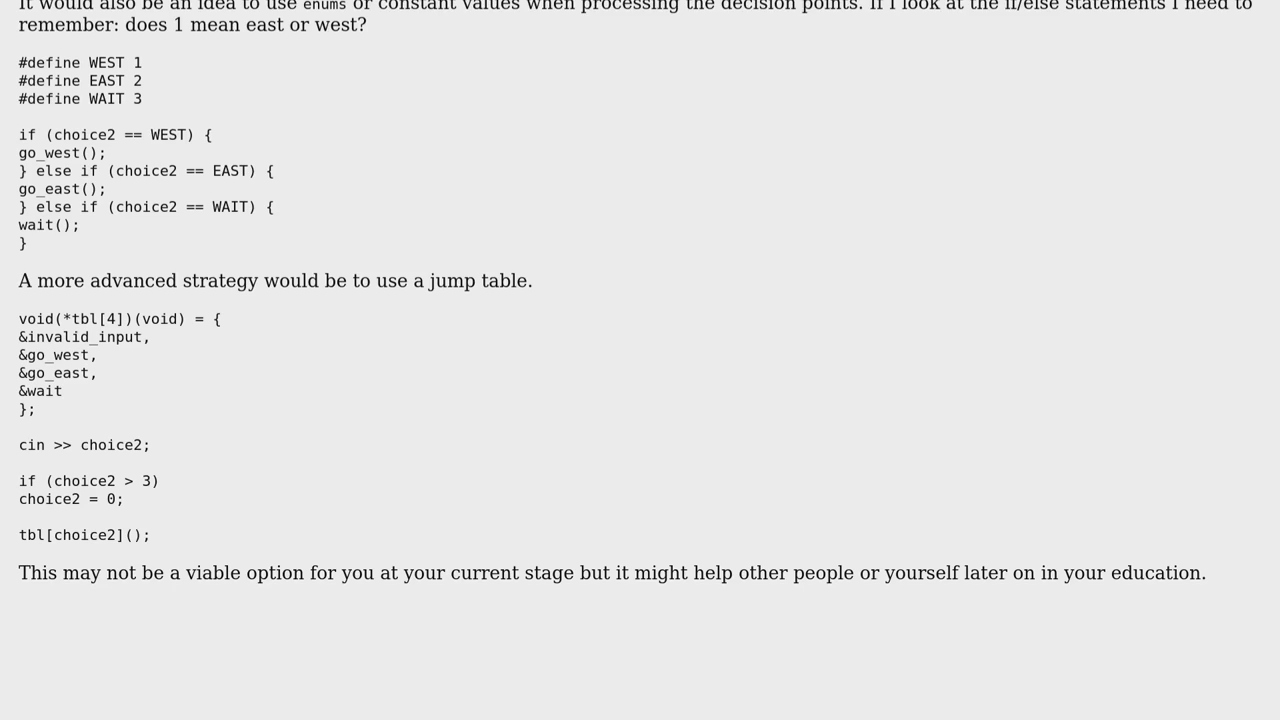 It would also be an idea to use enums or constant values when processing the decision points. If I look at the if/else statements I need to
remember: does 1 mean east or west?
#define WEST 1
#define EAST 2
#define WAIT 3
if (choice2 == WEST) {
go_west();
} else if (choice2 == EAST) {
go_east();
} else if (choice2 == WAIT) {
wait();
}
A more advanced strategy would be to use a jump table.
void(*tbl[4])(void) = {
&invalid_input,
&go_west,
&go_east,
&wait
};
cin >> choice2;
if (choice2 > 3)
choice2 = 0;
tbl[choice2]();
This may not be a viable option for you at your current stage but it might help other people or yourself later on in your education.